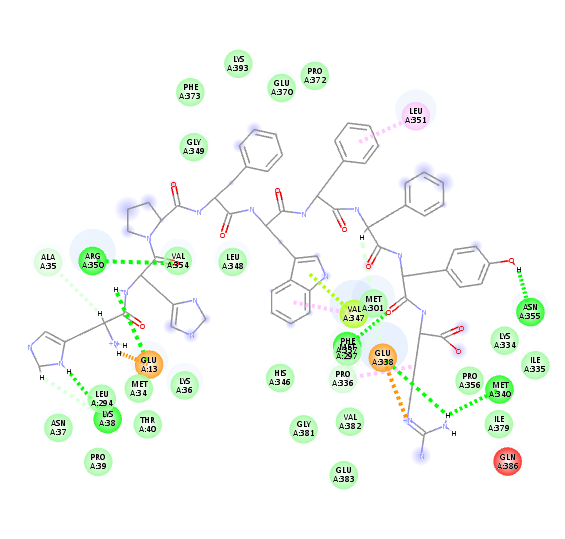 LYS
A:393
PRO
A:372
PHE
A:373
GLU
A:370
LEU
A:351
GLY
A:349
ALA
A:35
ARG
A:350
VAL
A:354
LEU
A:348
MET
A:301
VAL
A:347
ASN
A:355
PHE
MET
A:297
LYS
A:334
GLU
A:338
GLU
A:13
ILE
A:335
HIS
A:346
PRO
A:336
PRO
A:356
MET
A:340
MET
A:34
LYS
A:36
LEU
A:294
LYS
A:38
THR
A:40
ASN
A:37
GLY
A:381
VAL
A:382
ILE
A:379
PRO
A:39
GLU
A:383
GLN
A:386